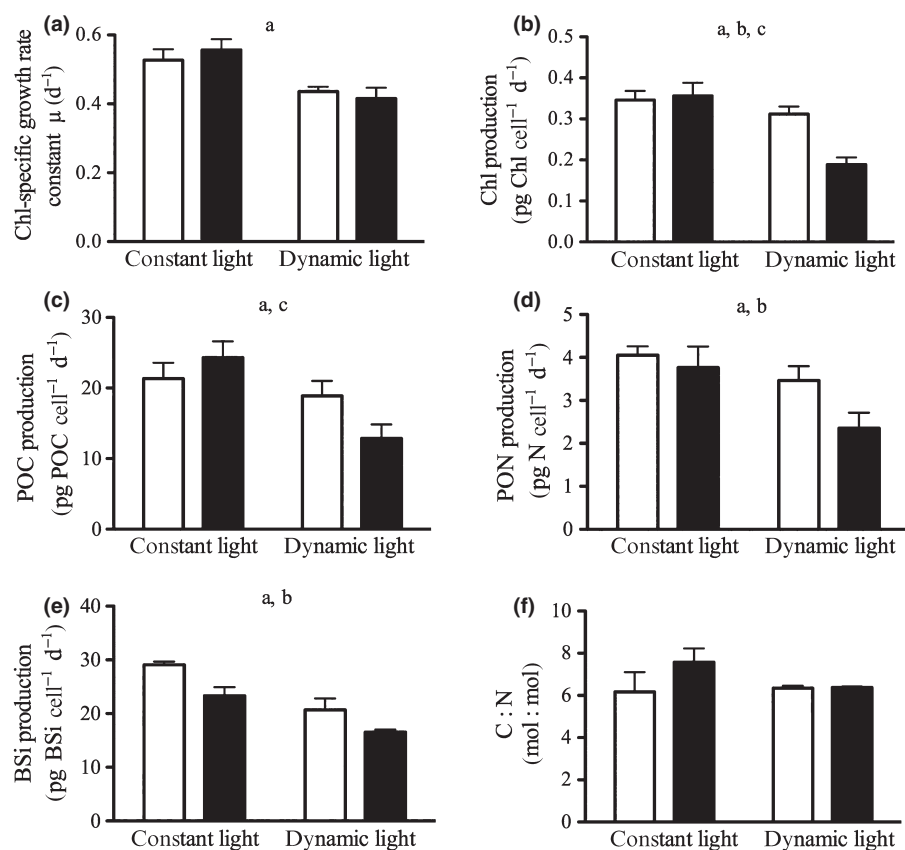 (a)
a
Chl-specific growth rate
constant μ (d⁻¹)
0.6
0.4
0.2
0.0
Constant light
Dynamic light
(b)
a, b, c
Chl production
(pg Chl cell⁻¹ d⁻¹)
0.5
0.4
0.3
0.2
0.1
0.0
Constant light
Dynamic light
(c)
a, c
POC production
(pg POC cell⁻¹ d⁻¹)
30
20
10
0
Constant light
Dynamic light
(d)
a, b
PON production
(pg N cell⁻¹ d⁻¹)
5
4
3
2
1
0
Constant light
Dynamic light
(e)
a, b
BSi production
(pg BSi cell⁻¹ d⁻¹)
40
30
20
10
0
Constant light
Dynamic light
(f)
C : N
(mol : mol)
10
8
6
4
2
0
Constant light
Dynamic light